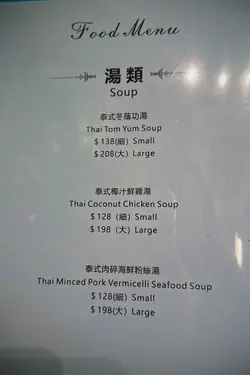 Food Menu
湯類
Soup
泰式冬蔭功湯
Thai Tom Yum Soup
$138(細) Small
$208(大) Large
泰式椰汁鮮雞湯
Thai Coconut Chicken Soup
$128 (細) Small
$198 (大) Large
泰式肉碎海鮮粉絲湯
Thai Minced Pork Vermicelli Seafood Soup
$128(細) Small
$198(大) Large